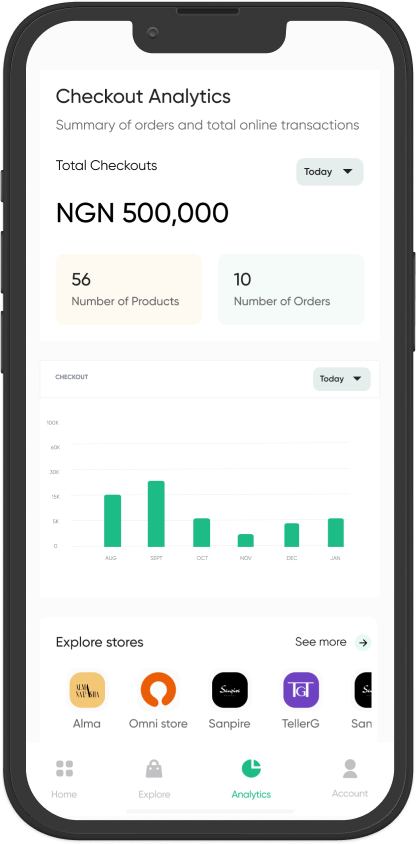 Checkout Analytics
Summary of orders and total online transactions
Total Checkouts
Today
NGN 500,000
56
Number of Products
10
Number of Orders
CHECKOUT
Today
100K
60K
30K
15K
5K
0
AUG SEPT OCT NOV DEC JAN
Explore stores
See more
ALMA
NATASHA
Sanpire
TGT
Alma Omni store Sanpire TellerG San
Home Explore Analytics Account